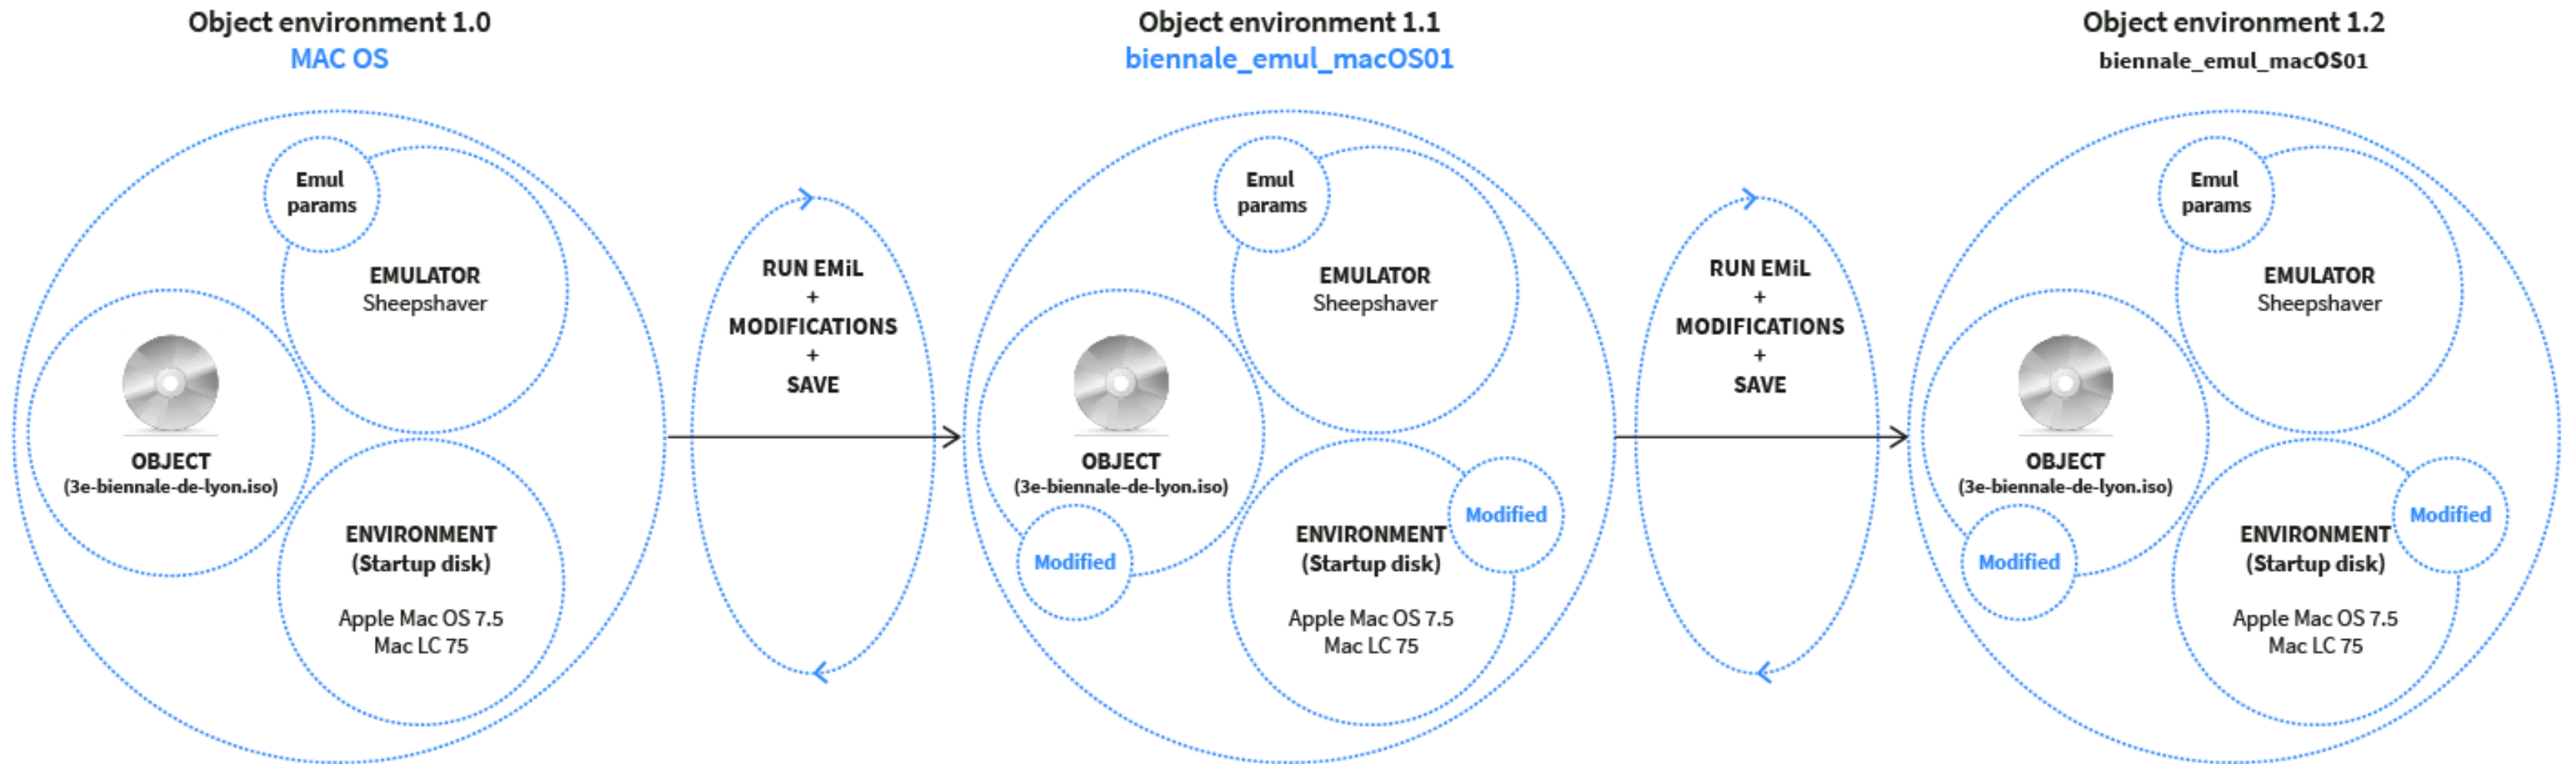 Object environment 1.0
MAC OS
Emul
params
EMULATOR
Sheepshaver
OBJECT
(3e-biennale-de-lyon.iso)
ENVIRONMENT
(Startup disk)
Apple Mac OS 7.5
Mac LC 75
RUN EMiL
+
MODIFICATIONS
+
SAVE
Object environment 1.1
biennale_emul_macOS01
Emul
params
EMULATOR
Sheepshaver
OBJECT
(3e-biennale-de-lyon.iso)
Modified
ENVIRONMENT
(Startup disk)
Modified
Apple Mac OS 7.5
Mac LC 75
RUN EMiL
+
MODIFICATIONS
+
SAVE
Object environment 1.2
biennale_emul_macOS01
Emul
params
EMULATOR
Sheepshaver
OBJECT
(3e-biennale-de-lyon.iso)
Modified
ENVIRONMENT
(Startup disk)
Modified
Apple Mac OS 7.5
Mac LC 75